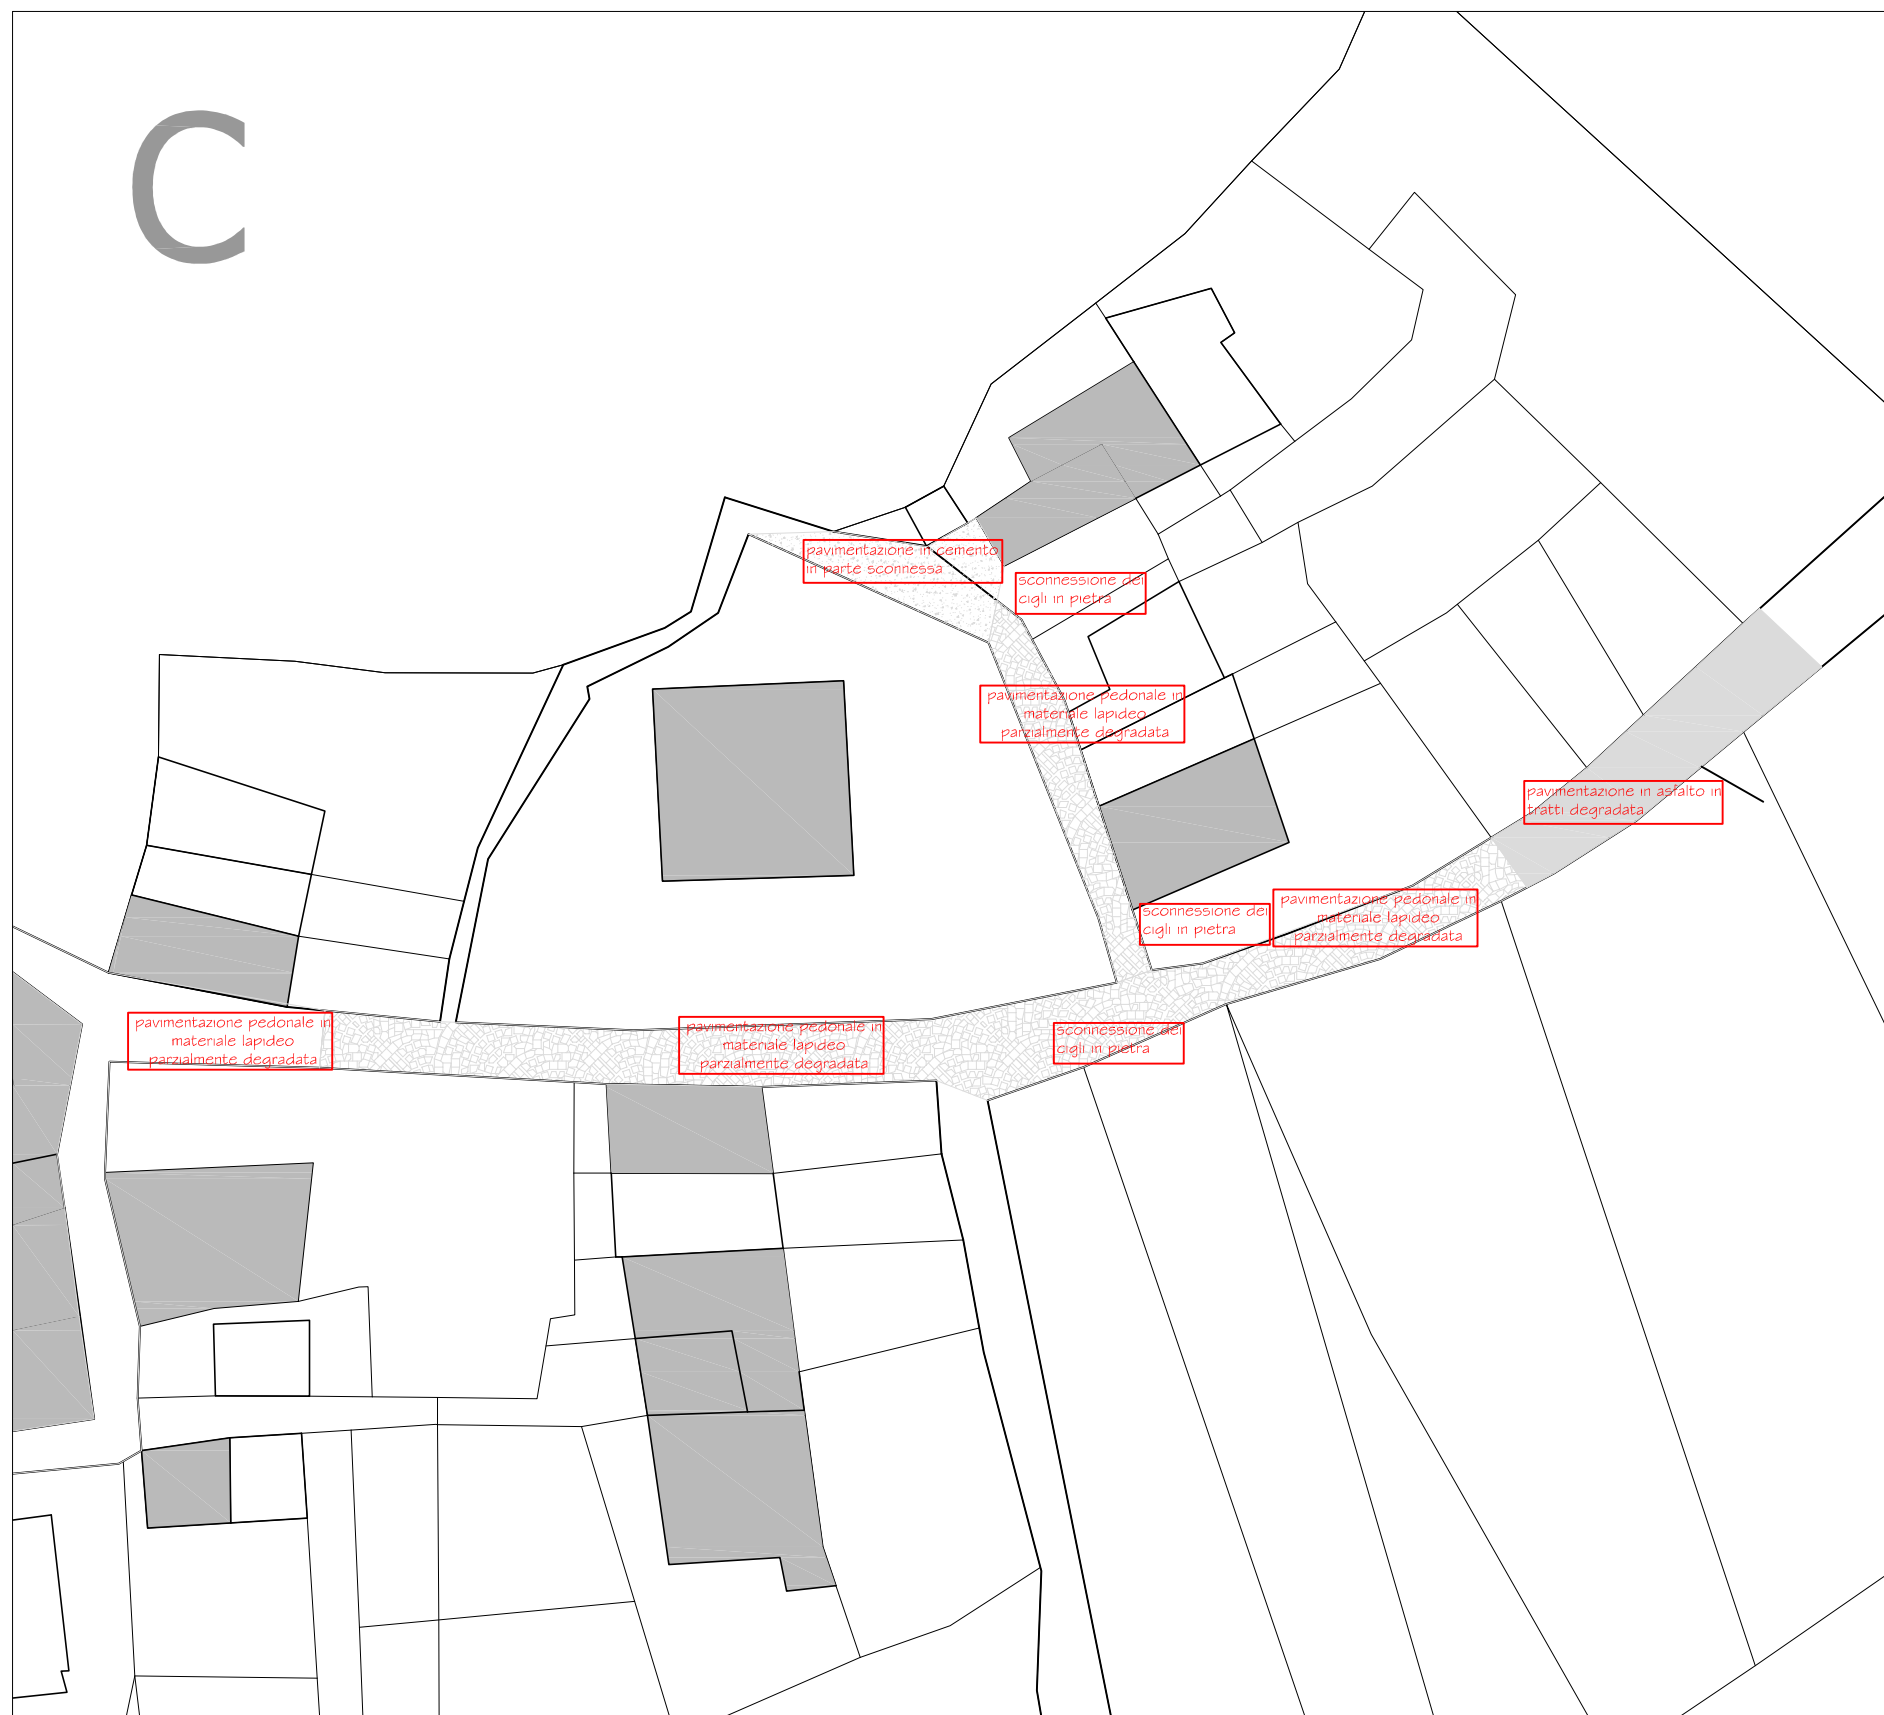 C
pavimentazione in cemento
in parte sconnessa
sconnessione dei
cigli in pietra
pavimentazione pedonale in
materiale lapideo
parzialmente degradata
pavimentazione in asfalto in
tratti degradata
sconnessione dei
cigli in pietra
pavimentazione pedonale in
materiale lapideo
parzialmente degradata
pavimentazione pedonale in
materiale lapideo
parzialmente degradata
pavimentazione pedonale in
materiale lapideo
parzialmente degradata
sconnessione dei
cigli in pietra